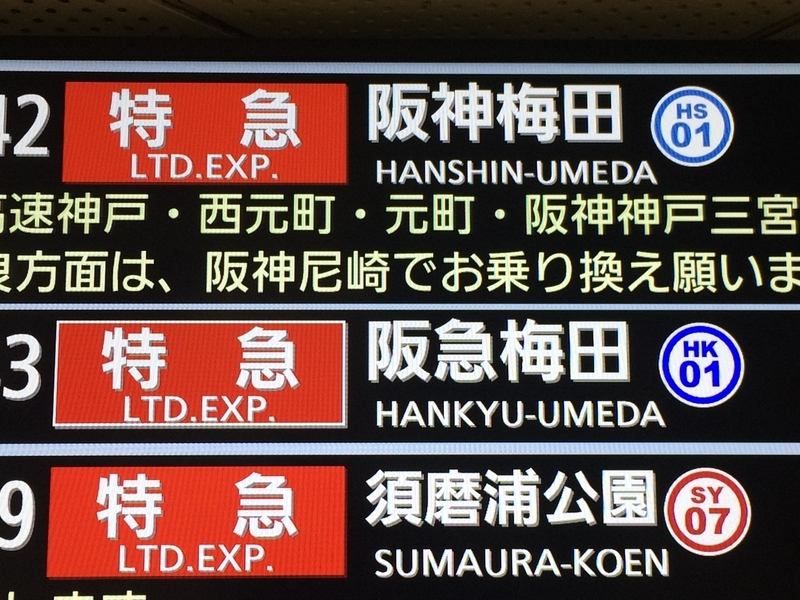 42 特急 阪神梅田 HS 01
LTD.EXP. HANSHIN-UMEDA
高速神戸・西元町・元町・阪神神戸三宮
良方面は、阪神尼崎でお乗り換え願いま
3 特急 阪急梅田 HK 01
LTD.EXP. HANKYU-UMEDA
9 特急 須磨浦公園 SY 07
LTD.EXP. SUMAURA-KOEN